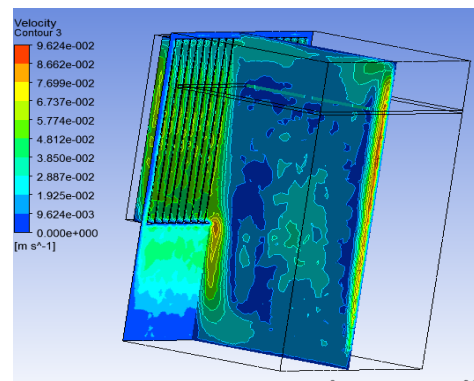 Velocity
Contour 3
9.624e-002
8.662e-002
7.699e-002
6.737e-002
5.774e-002
4.812e-002
3.850e-002
2.887e-002
1.925e-002
9.624e-003
0.000e+000
[m s^-1]